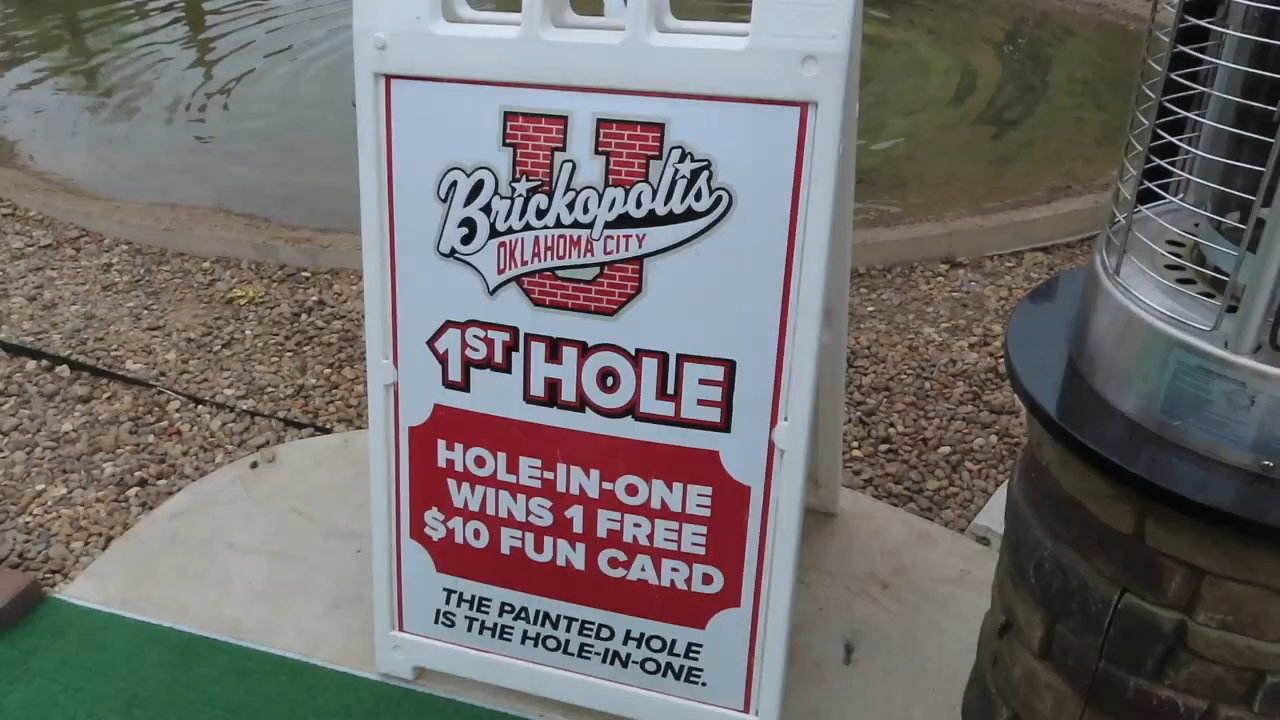 U
Brickopolis
OKLAHOMA CITY
1ST HOLE
HOLE-IN-ONE
WINS 1 FREE
$10 FUN CARD
THE PAINTED HOLE
IS THE HOLE-IN-ONE.